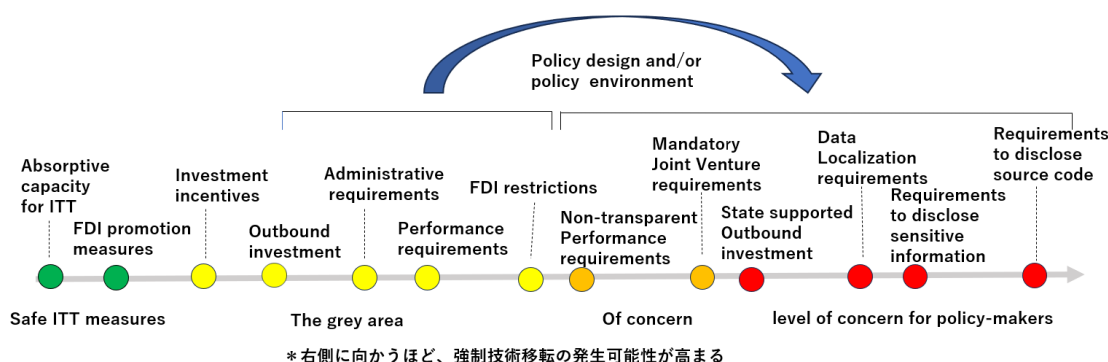 Policy design and/or
policy environment
Absorptive
capacity
for ITT
FDI promotion
measures
Investment
incentives
Outbound
investment
Administrative
requirements
Performance
requirements
FDI restrictions
Non-transparent
Performance
requirements
Mandatory
Joint Venture
requirements
State supported
Outbound
investment
Data
Localization
requirements
Requirements
to disclose
sensitive
information
Requirements
to disclose
source code
Safe ITT measures
The grey area
Of concern
level of concern for policy-makers
＊右側に向かうほど、強制技術移転の発生可能性が高まる